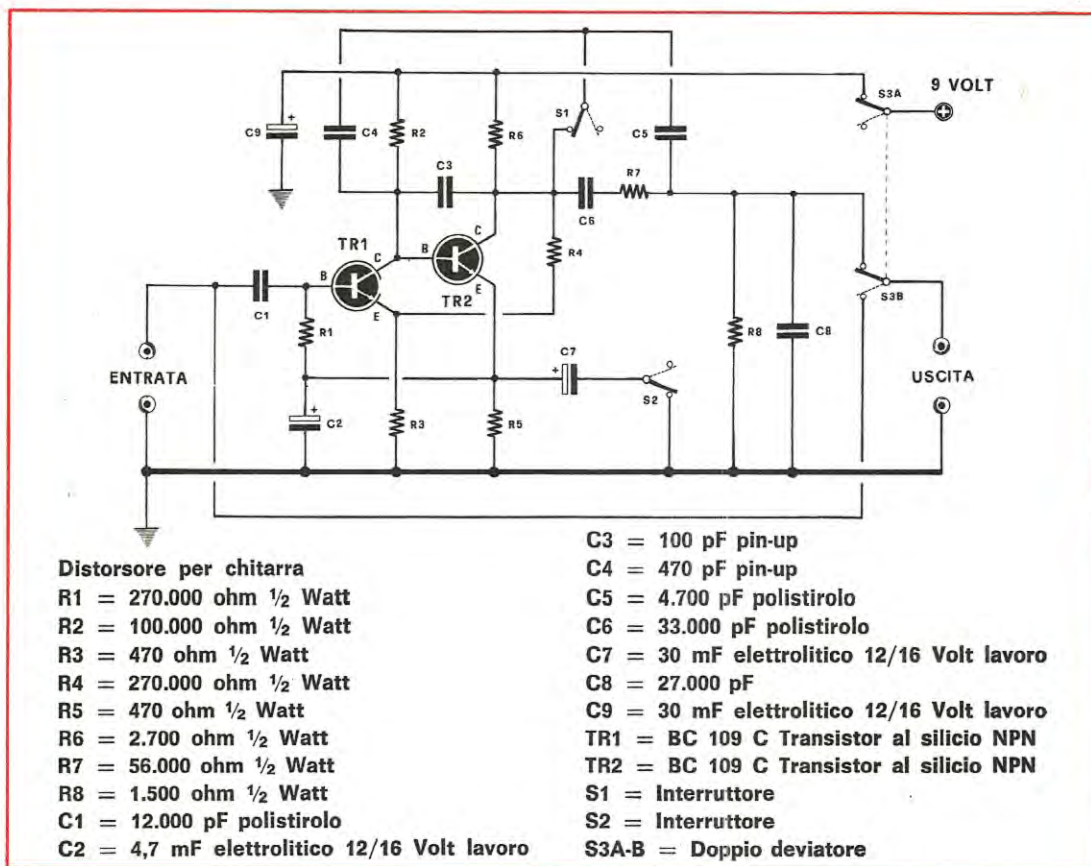 9 VOLT
S3A
S1
C9
+
C4
R2
R6
C5
C3
R7
C6
C
TR1
B
C
R4
B
TR2
E
S3B
C1
E
R1
R8
C8
C7
+
ENTRATA
USCITA
S2
+
C2
R3
R5
Distorsore per chitarra
R1 = 270.000 ohm ½ Watt
R2 = 100.000 ohm ½ Watt
R3 = 470 ohm ½ Watt
R4 = 270.000 ohm ½ Watt
R5 = 470 ohm ½ Watt
R6 = 2.700 ohm ½ Watt
R7 = 56.000 ohm ½ Watt
R8 = 1.500 ohm ½ Watt
C1 = 12.000 pF polistirolo
C2 = 4,7 mF elettrolitico 12/16 Volt lavoro
C3 = 100 pF pin-up
C4 = 470 pF pin-up
C5 = 4.700 pF polistirolo
C6 = 33.000 pF polistirolo
C7 = 30 mF elettrolitico 12/16 Volt lavoro
C8 = 27.000 pF
C9 = 30 mF elettrolitico 12/16 Volt lavoro
TR1 = BC 109 C Transistor al silicio NPN
TR2 = BC 109 C Transistor al silicio NPN
S1 = Interruttore
S2 = Interruttore
S3A-B = Doppio deviatore